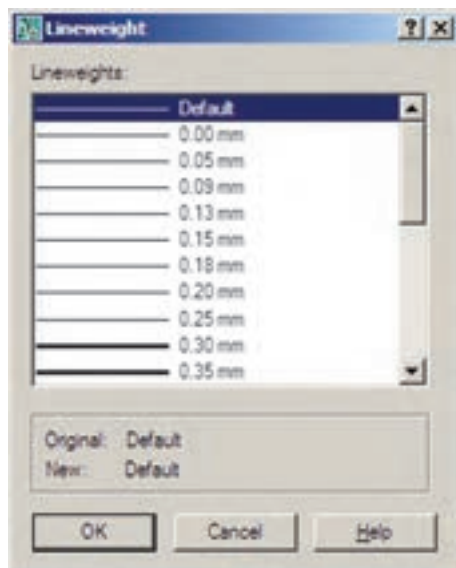 Lineweight
Lineweights:
Default
0.00 mm
0.05 mm
0.09 mm
0.13 mm
0.15 mm
0.18 mm
0.20 mm
0.25 mm
0.30 mm
0.35 mm
Original: Default
New: Default
OK Cancel Help